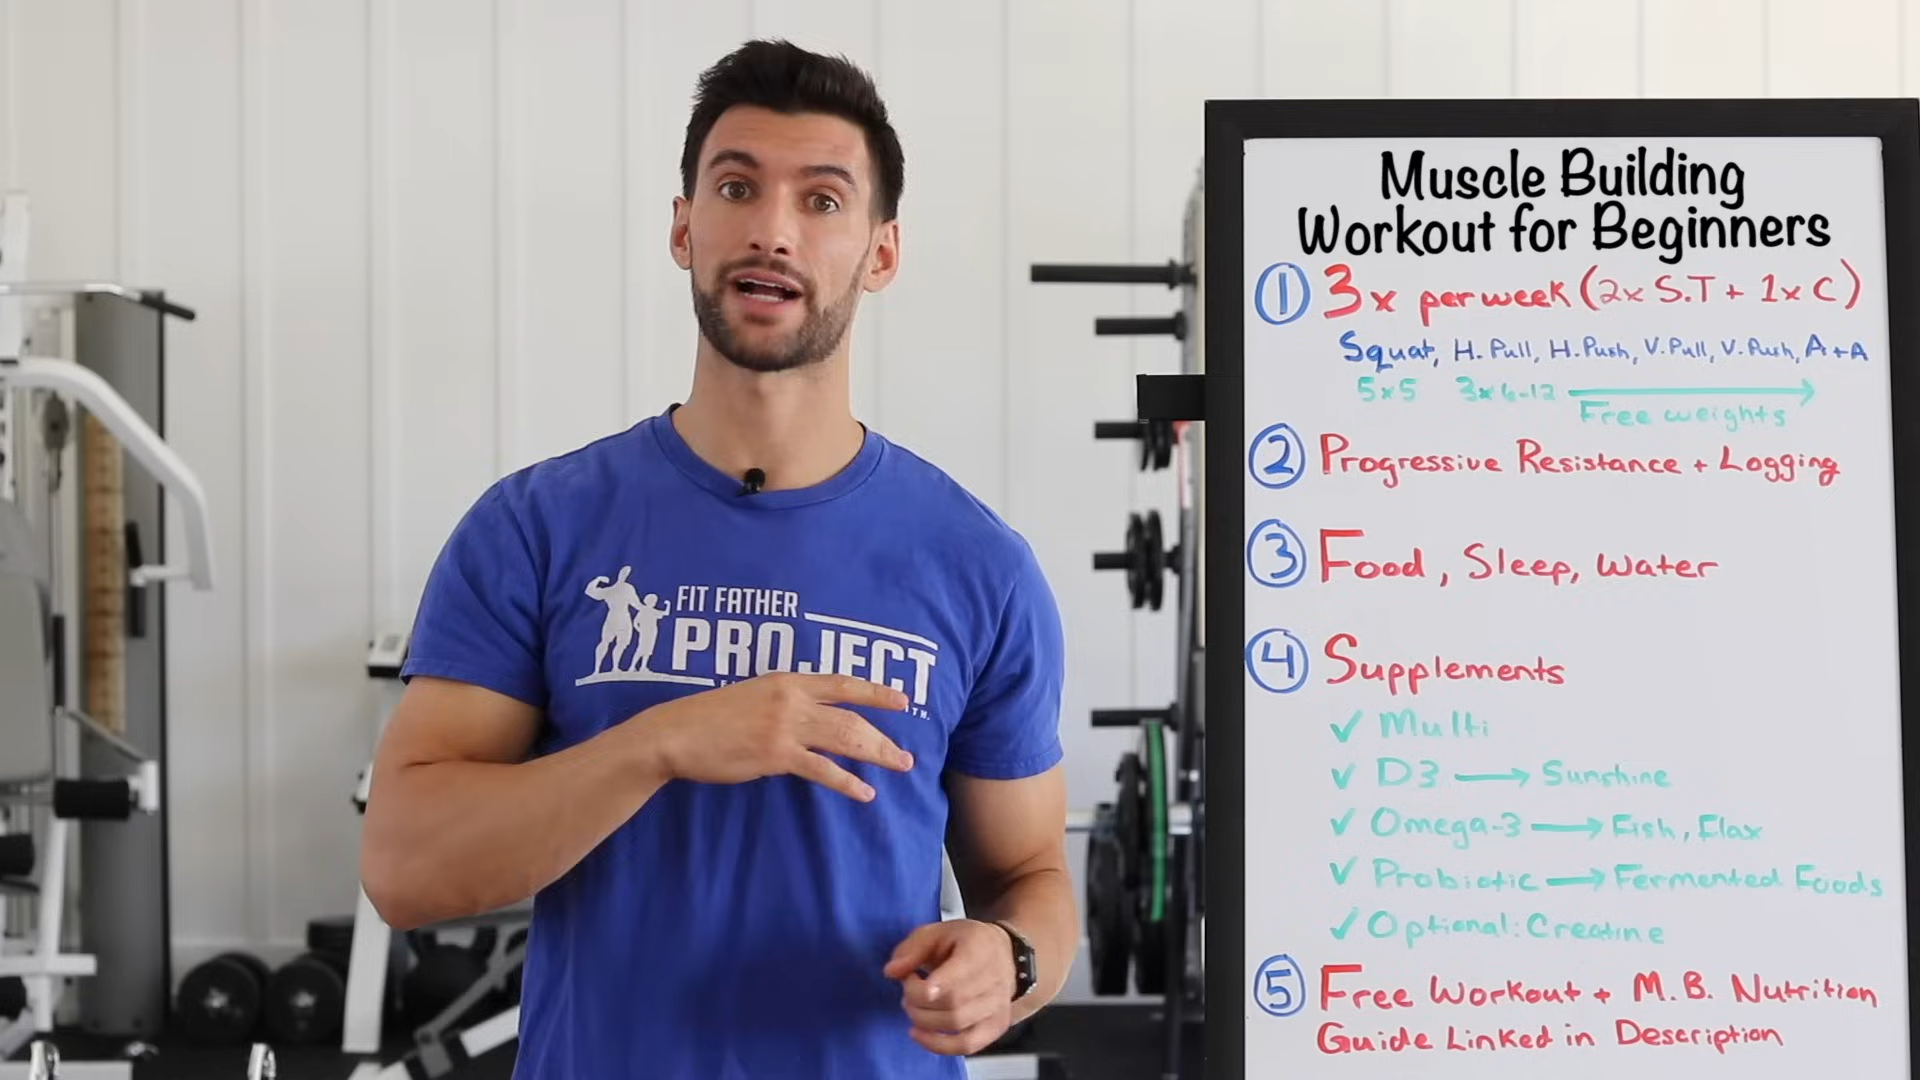 FIT FATHER
PROJECT
Muscle Building
Workout for Beginners
1 3x per week (2x S.T + 1x C)
Squat, H. Pull, H. Push, V. Pull, V. Push, A+A
5x5 3x6-12
Free weights
2 Progressive Resistance + Logging
3 Food, Sleep, Water
4 Supplements
✓ Multi
✓ D3 → Sunshine
✓ Omega-3 → Fish, Flax
✓ Probiotic → Fermented Foods
✓ Optional: Creatine
5 Free Workout + M.B. Nutrition
Guide Linked in Description